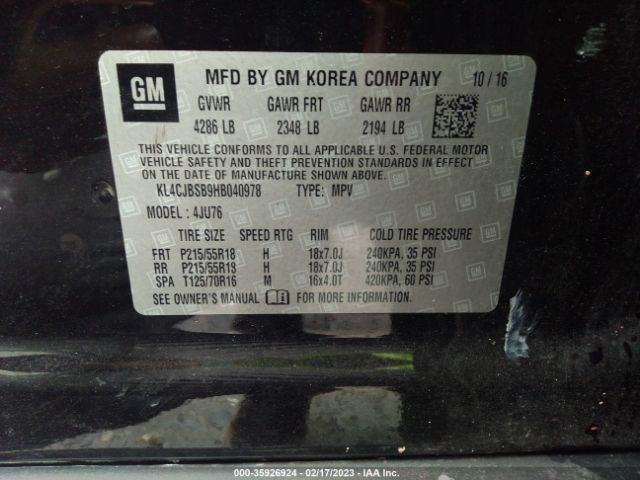 GM MFD BY GM KOREA COMPANY 10 / 16
GVWR GAWR FRT GAWR RR
4286 LB 2348 LB 2194 LB
THIS VEHICLE CONFORMS TO ALL APPLICABLE FEDERAL MOTOR
VEHICLE SAFETY AND THEFT PREVENTION STANDARDS IN EFFECT
ON THE DATE OF MANUFACTURE SHOWN ABOVE.
KL4CJBSB9HB040978 TYPE: MPV
MODEL : 4JU76
TIRE SIZE SPEED RTG RIM COLD TIRE PRESSURE
FRT P215/55R18 H 18x7.0J 240KPA, 35 PSI
RR P215/55R18 H 18x7.0J 240KPA, 35 PSI
SPA T125/70R16 M 16x4.0T 420KPA, 60 PSI
SEE OWNER'S MANUAL FOR MORE INFORMATION.
000-35926924 - 02/17/2023 - IAA Inc.